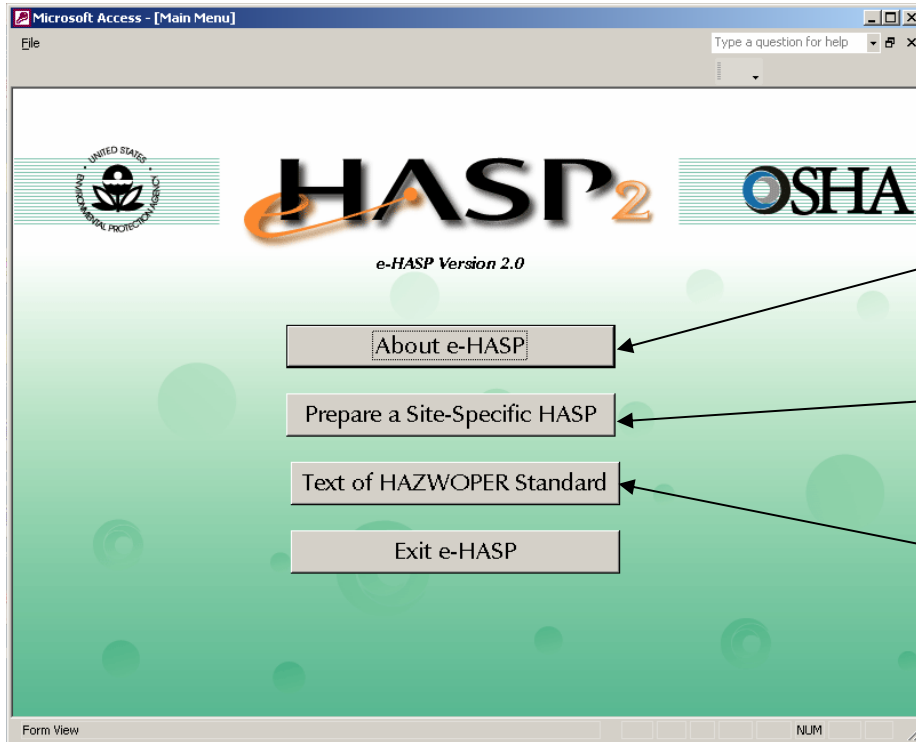 Microsoft Access - [Main Menu]
File
Type a question for help
UNITED STATES
ENVIRONMENTAL PROTECTION AGENCY
eHASP2
OSHA
e-HASP Version 2.0
About e-HASP
Prepare a Site-Specific HASP
Text of HAZWOPER Standard
Exit e-HASP
Form View
NUM